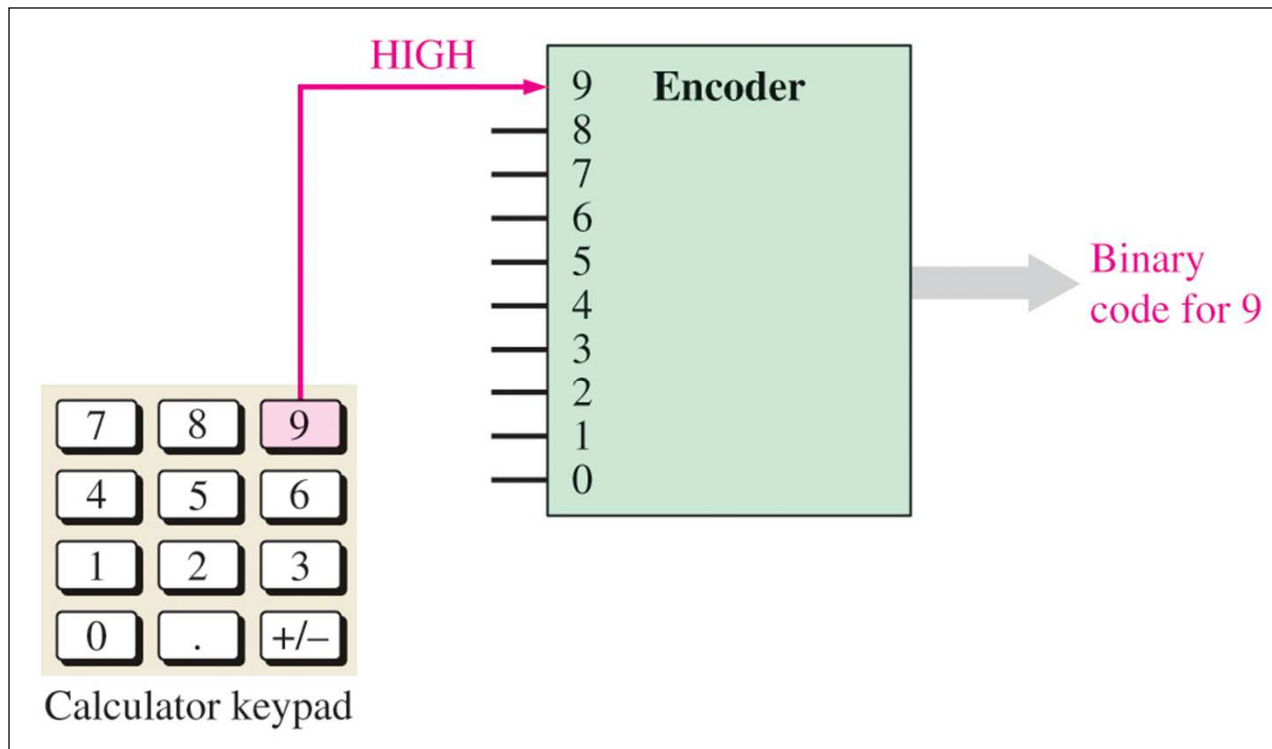 HIGH
9 Encoder
8
7
6
5
4
3
2
1
0
Binary
code for 9
7 8 9
4 5 6
1 2 3
0 . +/–
Calculator keypad